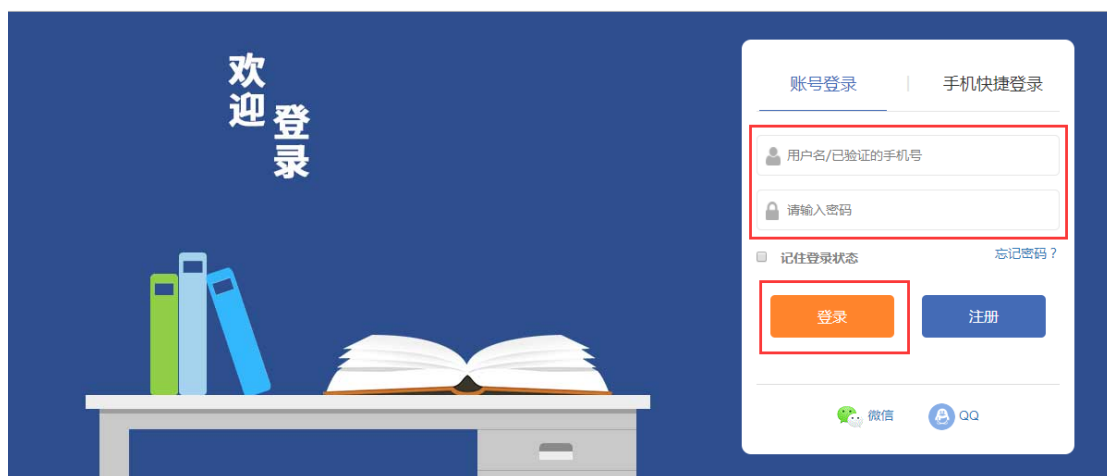 欢迎
登录
账号登录 | 手机快捷登录
用户名/已验证的手机号
请输入密码
记住登录状态 忘记密码？
登录 注册
微信 QQ